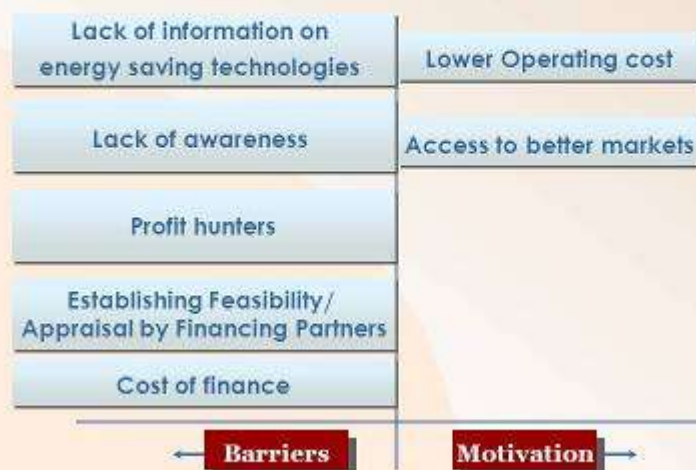 Lack of information on
energy saving technologies
Lack of awareness
Profit hunters
Establishing Feasibility/
Appraisal by Financing Partners
Cost of finance
Lower Operating cost
Access to better markets
Barriers
Motivation